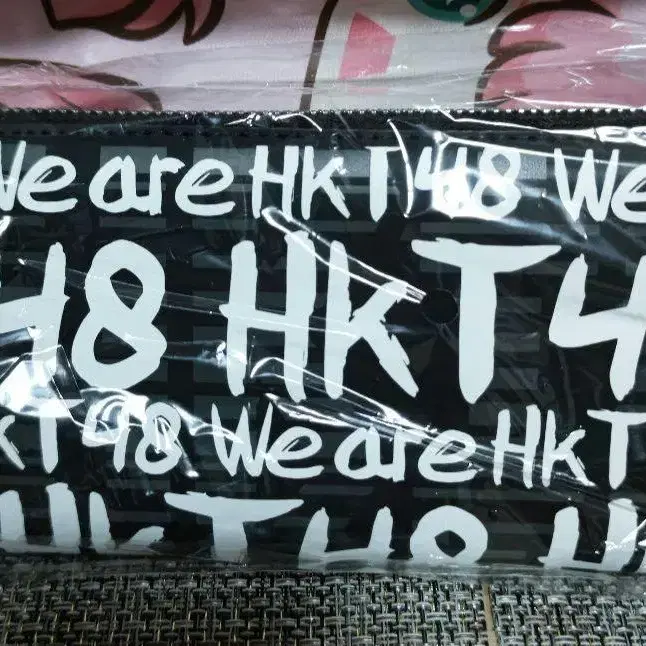 We are HKT48 We
48 HKT4
kT48 We are HKT
HkT48 H